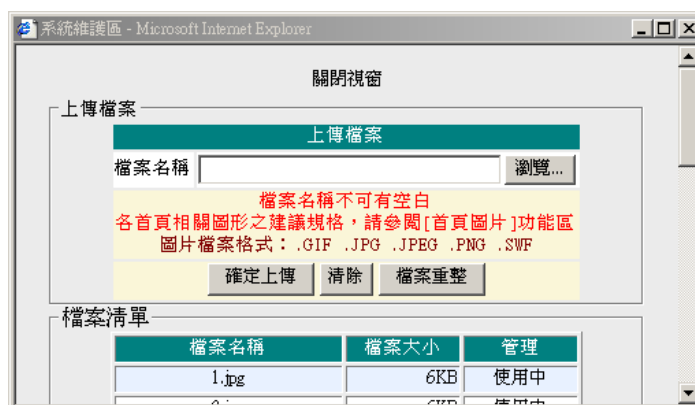 系統維護區 - Microsoft Internet Explorer
關閉視窗
上傳檔案
上傳檔案
檔案名稱 瀏覽...
檔案名稱不可有空白
各首頁相關圖形之建議規格，請參閱[首頁圖片]功能區
圖片檔案格式：.GIF .JPG .JPEG .PNG .SWF
確定上傳 清除 檔案重整
檔案清單
檔案名稱 檔案大小 管理
1.jpg 6KB 使用中